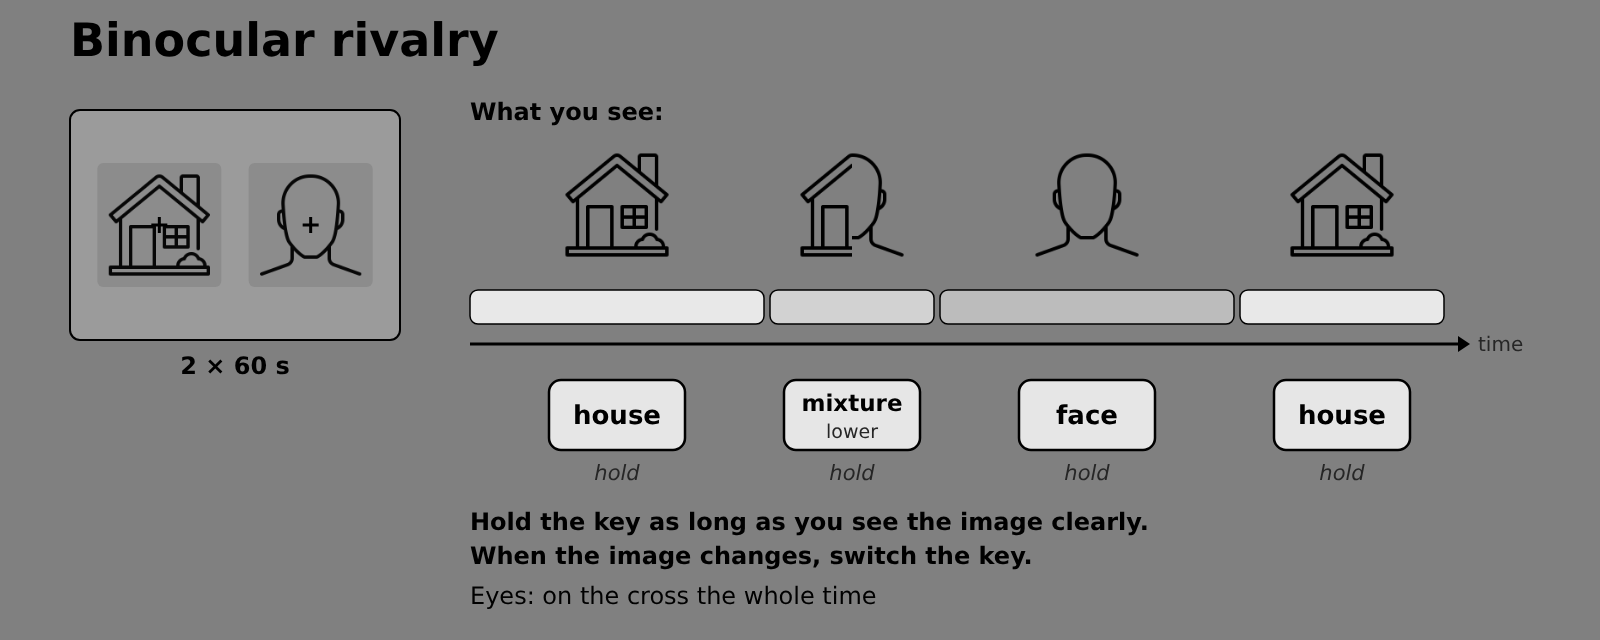 Binocular rivalry
What you see:
2 × 60 s
time
house
mixture
lower
face
house
hold
hold
hold
hold
Hold the key as long as you see the image clearly.
When the image changes, switch the key.
Eyes: on the cross the whole time